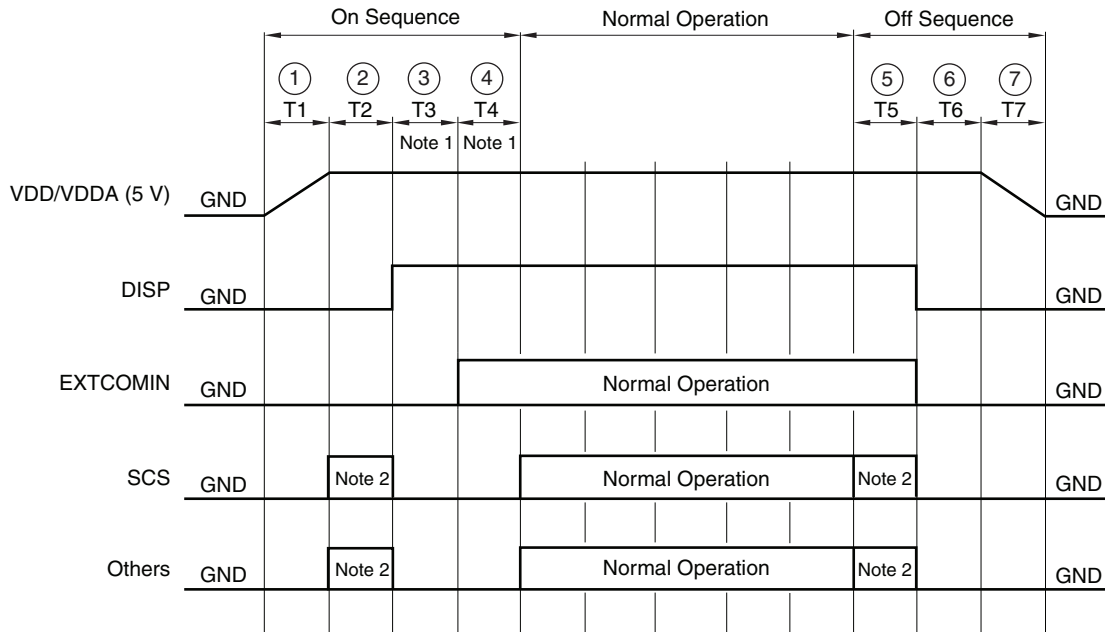 On Sequence Normal Operation Off Sequence
1 2 3 4 5 6 7
T1 T2 T3 T4 T5 T6 T7
Note 1 Note 1
VDD/VDDA (5 V) GND GND
DISP GND GND
EXTCOMIN GND Normal Operation GND
SCS GND Note 2 Normal Operation Note 2 GND
Others GND Note 2 Normal Operation Note 2 GND